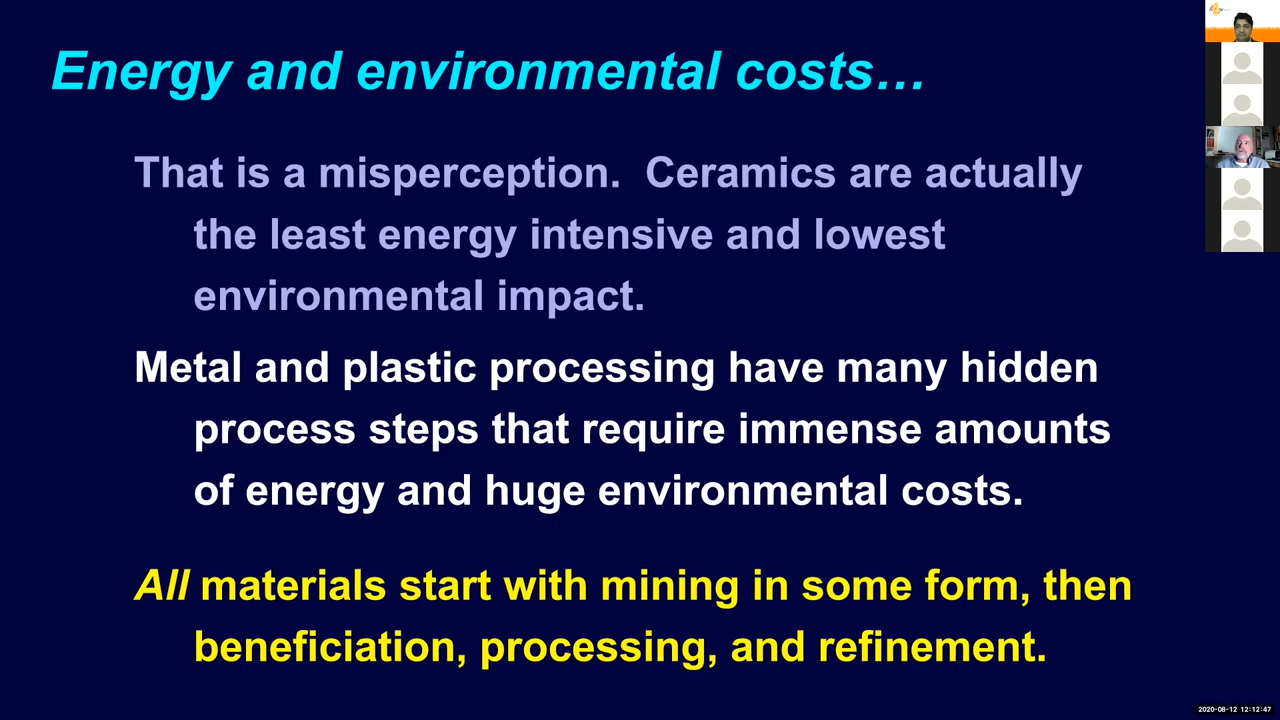 Energy and environmental costs…
That is a misperception.  Ceramics are actually
the least energy intensive and lowest
environmental impact.
Metal and plastic processing have many hidden
process steps that require immense amounts
of energy and huge environmental costs.
All materials start with mining in some form, then
beneficiation, processing, and refinement.
2020-08-12 12:12:47